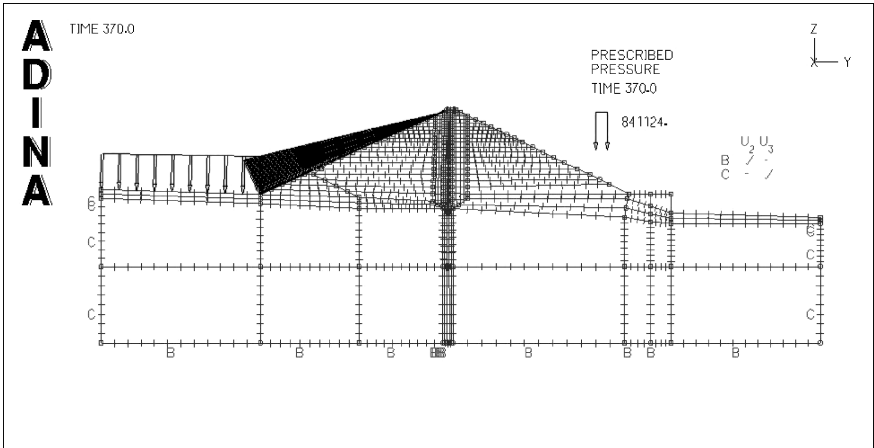 ADINA
TIME 370.0
Z
Y
X
PRESCRIBED
PRESSURE
TIME 370.0
841124.
U2 U3
B / -
C - /
C
C
C
C
C
C
B
B
B
B
B
B
B